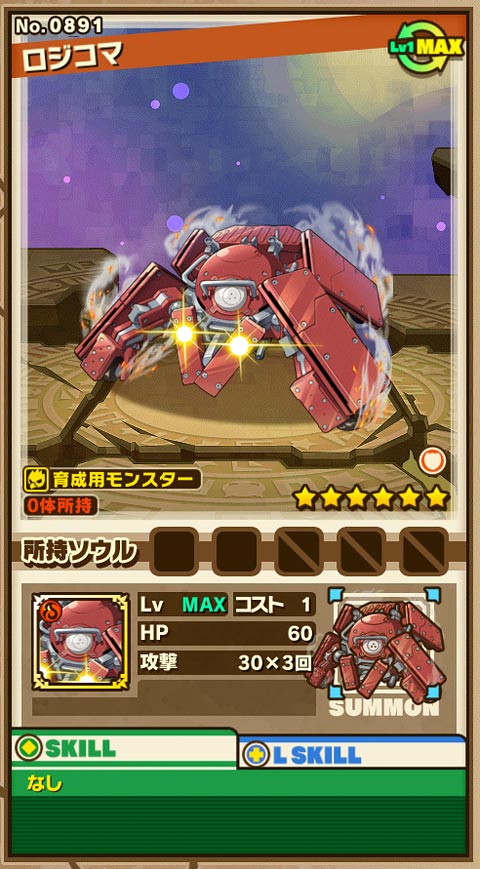 No.0891
ロジコマ
Lv1 MAX
育成用モンスター
0体所持
所持ソウル
Lv MAX コスト 1
HP 60
攻撃 30×3回
SUMMON
SKILL
L SKILL
なし